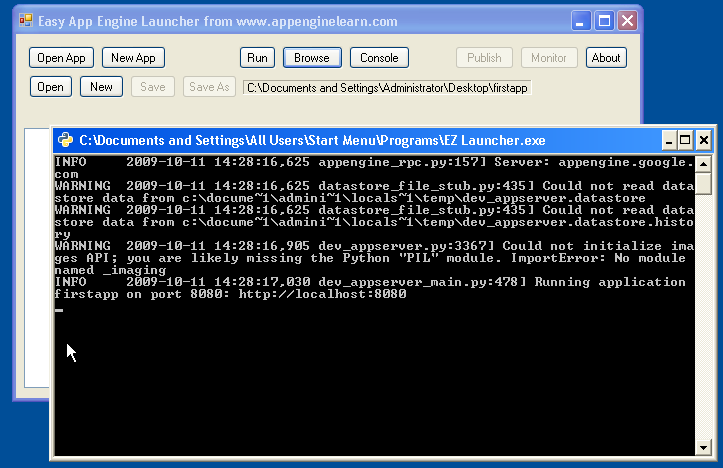 Easy App Engine Launcher from www.appenginelearn.com
Open App New App Run Browse Console Publish Monitor About
Open New Save Save As C:\Documents and Settings\Administrator\Desktop\firstapp
C:\Documents and Settings\All Users\Start Menu\Programs\EZ Launcher.exe
INFO     2009-10-11 14:28:16,625 appengine_rpc.py:157] Server: appengine.google.
com
WARNING  2009-10-11 14:28:16,625 datastore_file_stub.py:435] Could not read data
store data from c:\docume~1\admini~1\locals~1\temp\dev_appserver.datastore
WARNING  2009-10-11 14:28:16,625 datastore_file_stub.py:435] Could not read data
store data from c:\docume~1\admini~1\locals~1\temp\dev_appserver.datastore.histo
ry
WARNING  2009-10-11 14:28:16,905 dev_appserver.py:3367] Could not initialize ima
ges API; you are likely missing the Python "PIL" module. ImportError: No module
named _imaging
INFO     2009-10-11 14:28:17,030 dev_appserver_main.py:478] Running application
firstapp on port 8080: http://localhost:8080